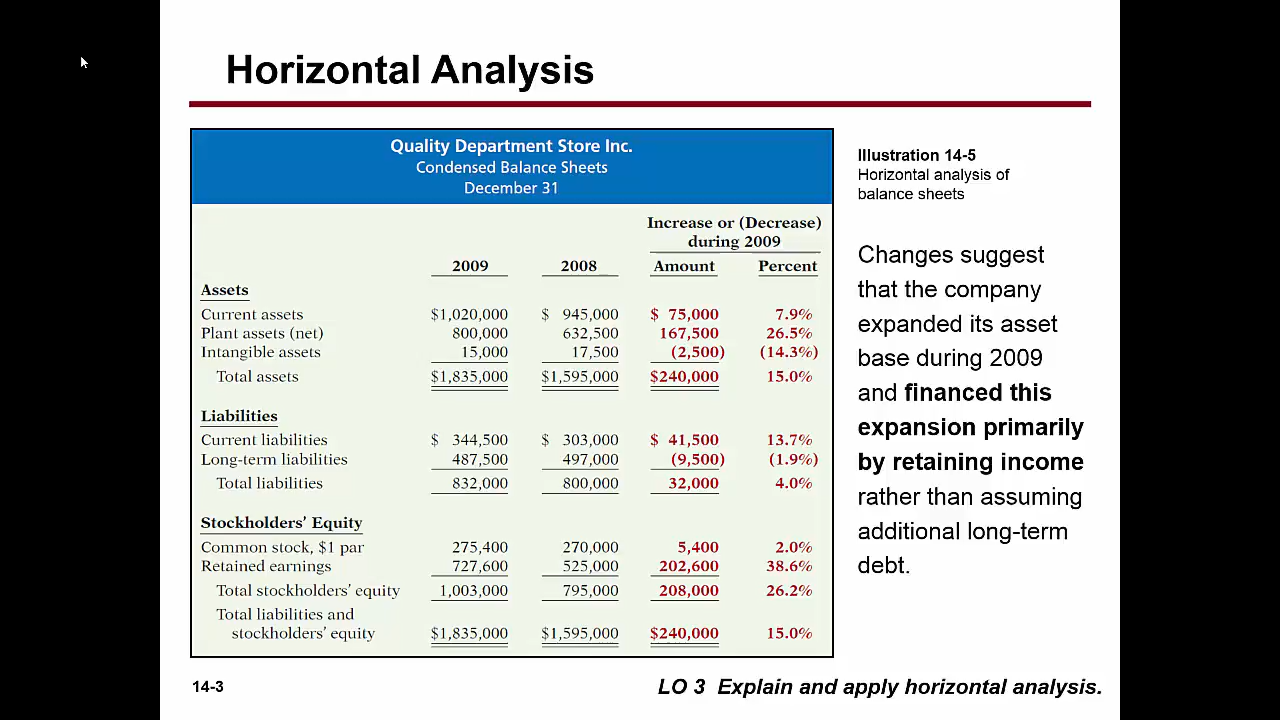 Horizontal Analysis
Quality Department Store Inc.
Condensed Balance Sheets
December 31
Increase or (Decrease)
during 2009
2009 2008 Amount Percent
Assets
Current assets $1,020,000 $ 945,000 $ 75,000 7.9%
Plant assets (net) 800,000 632,500 167,500 26.5%
Intangible assets 15,000 17,500 (2,500) (14.3%)
Total assets $1,835,000 $1,595,000 $240,000 15.0%
Liabilities
Current liabilities $ 344,500 $ 303,000 $ 41,500 13.7%
Long-term liabilities 487,500 497,000 (9,500) (1.9%)
Total liabilities 832,000 800,000 32,000 4.0%
Stockholders' Equity
Common stock, $1 par 275,400 270,000 5,400 2.0%
Retained earnings 727,600 525,000 202,600 38.6%
Total stockholders' equity 1,003,000 795,000 208,000 26.2%
Total liabilities and
stockholders' equity $1,835,000 $1,595,000 $240,000 15.0%
Illustration 14-5
Horizontal analysis of
balance sheets
Changes suggest
that the company
expanded its asset
base during 2009
and financed this
expansion primarily
by retaining income
rather than assuming
additional long-term
debt.
14-3
LO 3 Explain and apply horizontal analysis.